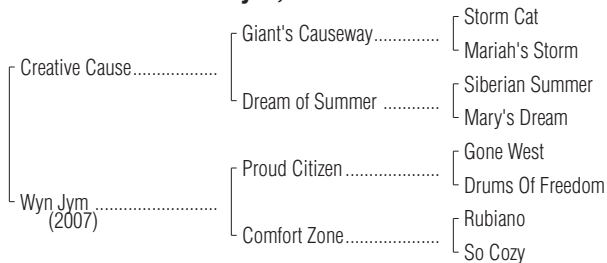 Storm Cat
Giant's Causeway..............
Mariah's Storm
Creative Cause..................
Siberian Summer
Dream of Summer ............
Mary's Dream
Gone West
Proud Citizen ....................
Drums Of Freedom
Wyn Jym ..........................
(2007)
Rubiano
Comfort Zone....................
So Cozy